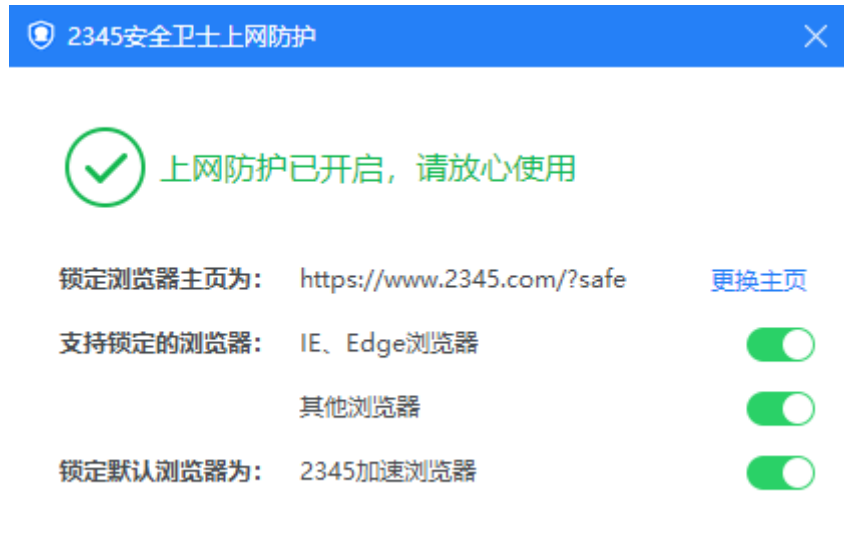 2345安全卫士上网防护
上网防护已开启，请放心使用
锁定浏览器主页为： https://www.2345.com/?safe 更换主页
支持锁定的浏览器： IE、Edge浏览器
其他浏览器
锁定默认浏览器为： 2345加速浏览器